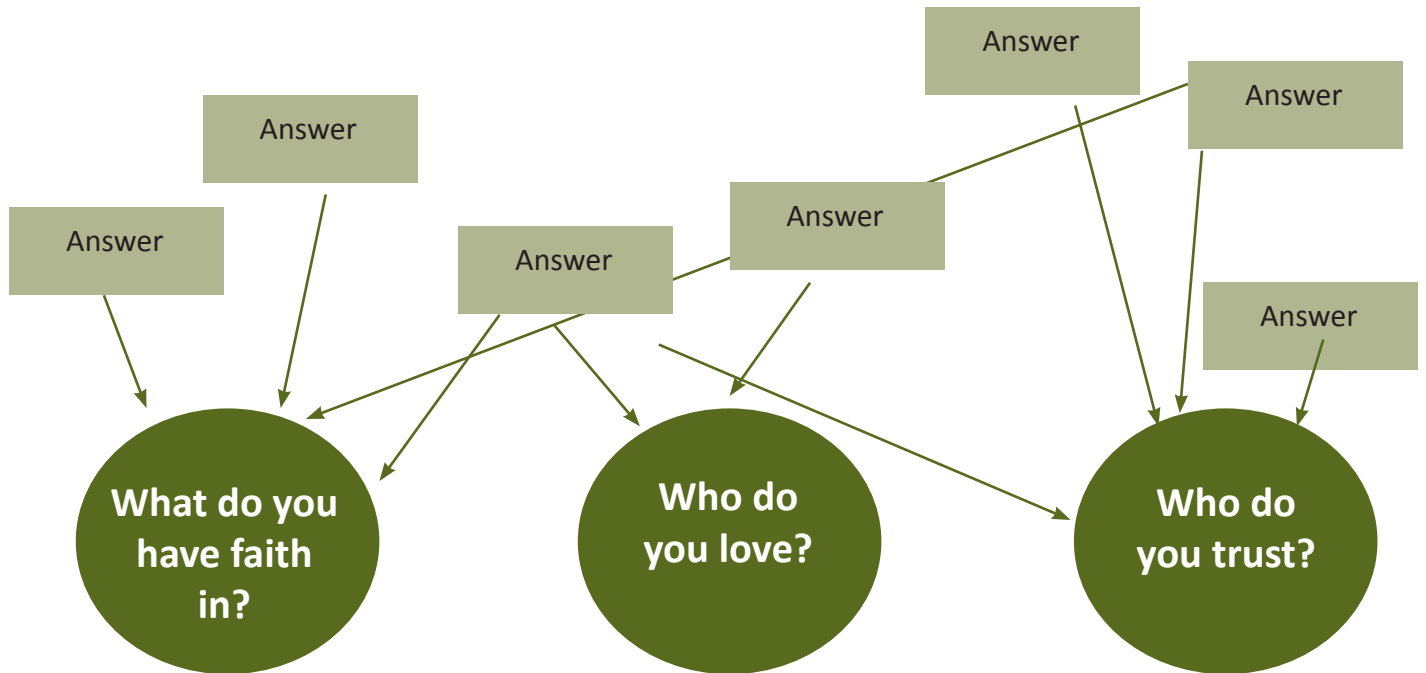 Answer
Answer
Answer
Answer
Answer
Answer
Answer
What do you
have faith
in?
Who do
you love?
Who do
you trust?